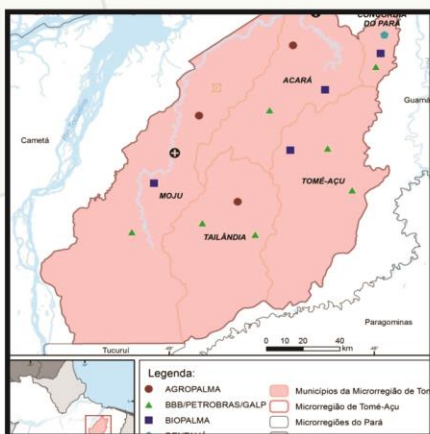 CONCÓRDIA
DO PARÁ
ACARÁ
Guamá
Cametá
MOJU
TOMÉ-AÇU
TAILÂNDIA
Paragominas
Tucuruí
0 10 20 40
km
Legenda:
AGROPALMA
BBB/PETROBRAS/GALP
BIOPALMA
Municípios da Microrregião de Tom
Microrregião de Tomé-Açu
Microrregiões do Pará